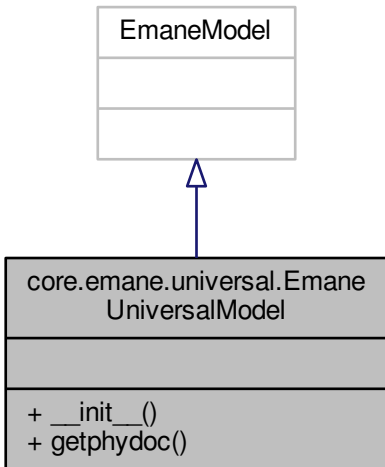 EmaneModel
core.emane.universal.Emane
UniversalModel
+ __init__()
+ getphydoc()